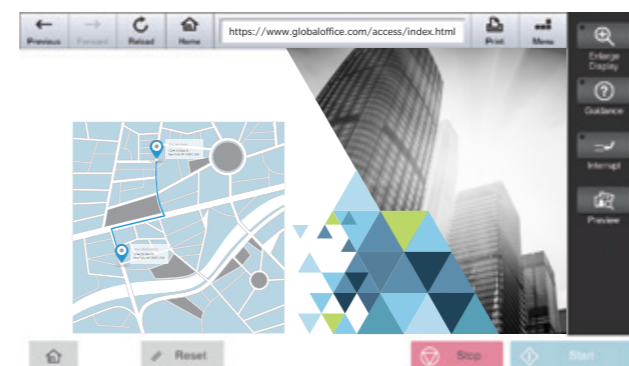 Previous
Forward
Reload
Home
https://www.globaloffice.com/access/index.html
Print
Menu
Enlarge
Display
Guidance
Interrupt
Preview
Reset
Stop
Start